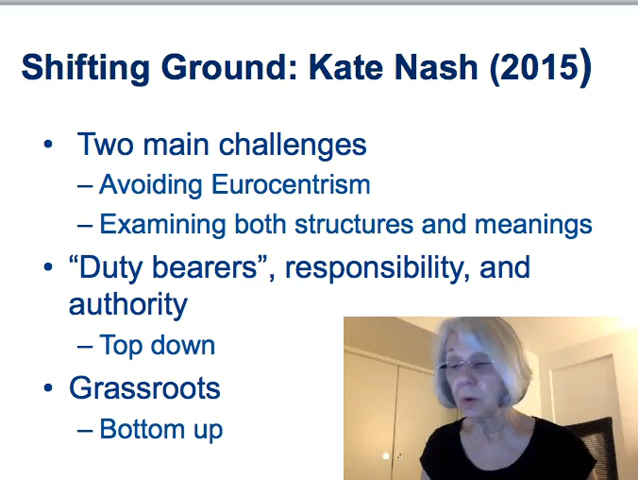 Shifting Ground: Kate Nash (2015)
• Two main challenges
– Avoiding Eurocentrism
– Examining both structures and meanings
• “Duty bearers”, responsibility, and
authority
– Top down
• Grassroots
– Bottom up